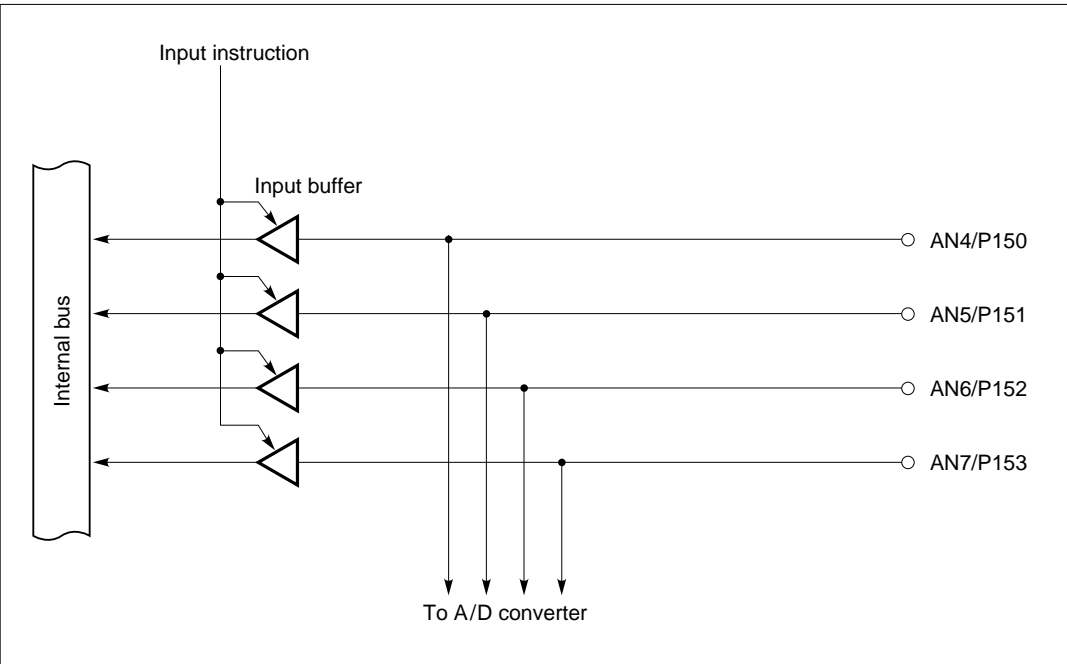 Input instruction
Input buffer
AN4/P150
AN5/P151
Internal bus
AN6/P152
AN7/P153
To A/D converter